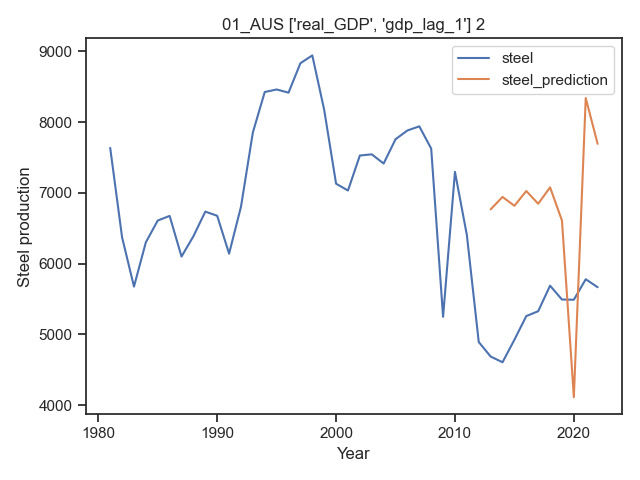 01_AUS ['real_GDP', 'gdp_lag_1'] 2
steel
steel_prediction
Steel production
9000
8000
7000
6000
5000
4000
1980
1990
2000
2010
2020
Year